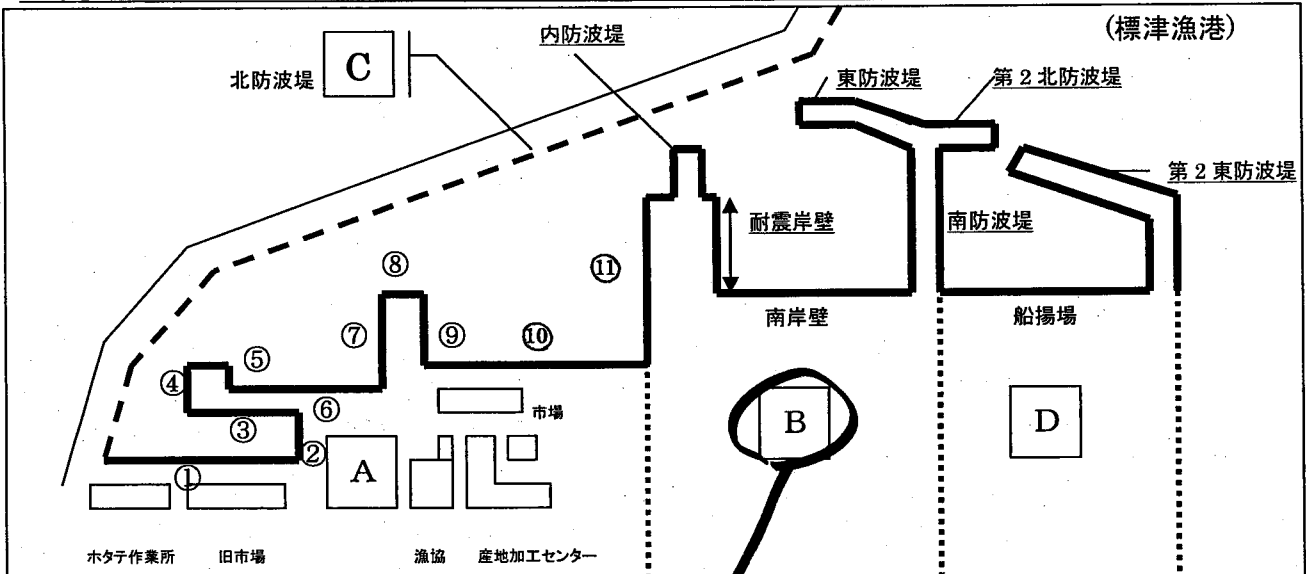 (標津漁港)
内防波堤
北防波堤 C
東防波堤
第2北防波堤
第2東防波堤
耐震岸壁
南防波堤
⑧
⑪
南岸壁
船揚場
⑦
⑨
⑩
⑤
④
⑥
市場
③
B
D
②
A
①
ホタテ作業所
旧市場
漁協
産地加工センター